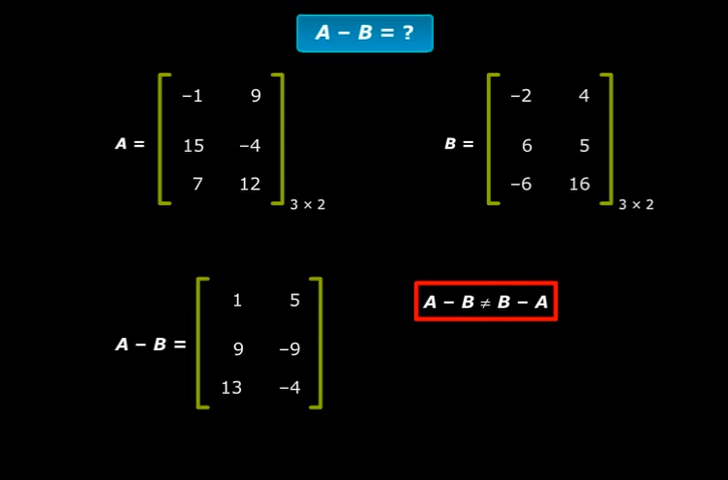 A − B = ?
A =
−1 9
15 −4
7 12
3 × 2
B =
−2 4
6 5
−6 16
3 × 2
A − B =
1 5
9 −9
13 −4
A − B ≠ B − A